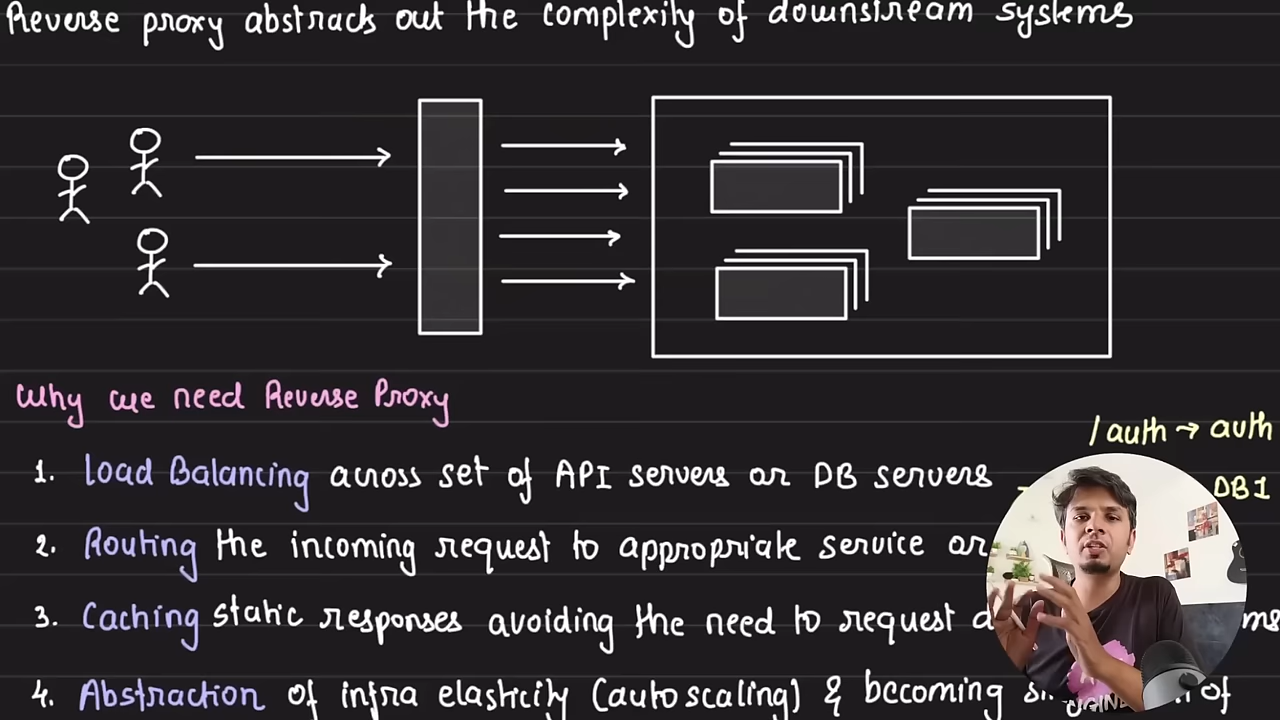 Reverse proxy abstracts out the complexity of downstream systems
Why we need Reverse Proxy
/auth → auth
1. Load Balancing across set of API servers or DB servers
DB1
2. Routing the incoming request to appropriate service or
3. Caching static responses avoiding the need to request
4. Abstraction of infra elasticity (autoscaling) & becoming of